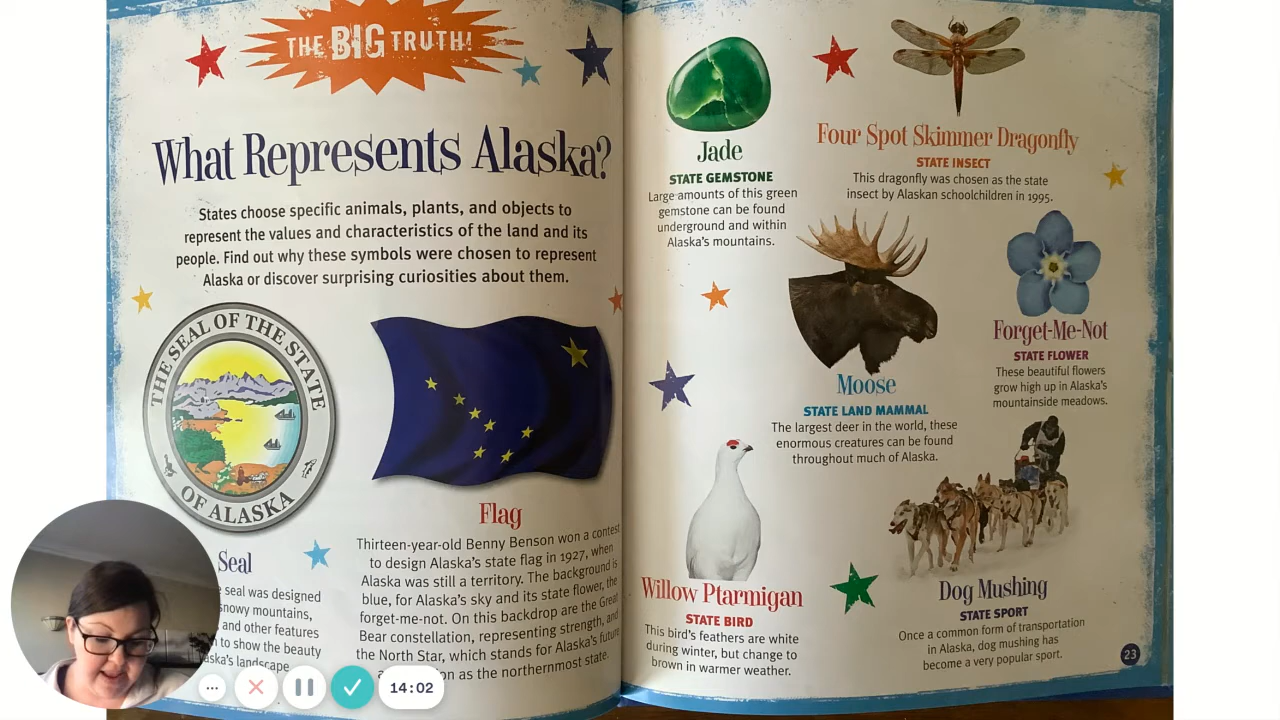 THE BIG TRUTH!
What Represents Alaska?
States choose specific animals, plants, and objects to
represent the values and characteristics of the land and its
people. Find out why these symbols were chosen to represent
Alaska or discover surprising curiosities about them.
THE SEAL OF THE STATE
OF ALASKA
Seal
seal was designed
snowy mountains,
and other features
to show the beauty
landscape
Flag
Thirteen-year-old Benny Benson won a contest
to design Alaska's state flag in 1927, when
Alaska was still a territory. The background is
blue, for Alaska's sky and its state flower, the
forget-me-not. On this backdrop are the Great
Bear constellation, representing strength, and
the North Star, which stands for Alaska's future
as the northernmost state.
Jade
STATE GEMSTONE
Large amounts of this green
gemstone can be found
underground and within
Alaska's mountains.
Four Spot Skimmer Dragonfly
STATE INSECT
This dragonfly was chosen as the state
insect by Alaskan schoolchildren in 1995.
Moose
STATE LAND MAMMAL
The largest deer in the world, these
enormous creatures can be found
throughout much of Alaska.
Forget-Me-Not
STATE FLOWER
These beautiful flowers
grow high up in Alaska's
mountainside meadows.
Willow Ptarmigan
STATE BIRD
This bird's feathers are white
during winter, but change to
brown in warmer weather.
Dog Mushing
STATE SPORT
Once a common form of transportation
in Alaska, dog mushing has
become a very popular sport.
23
14:02